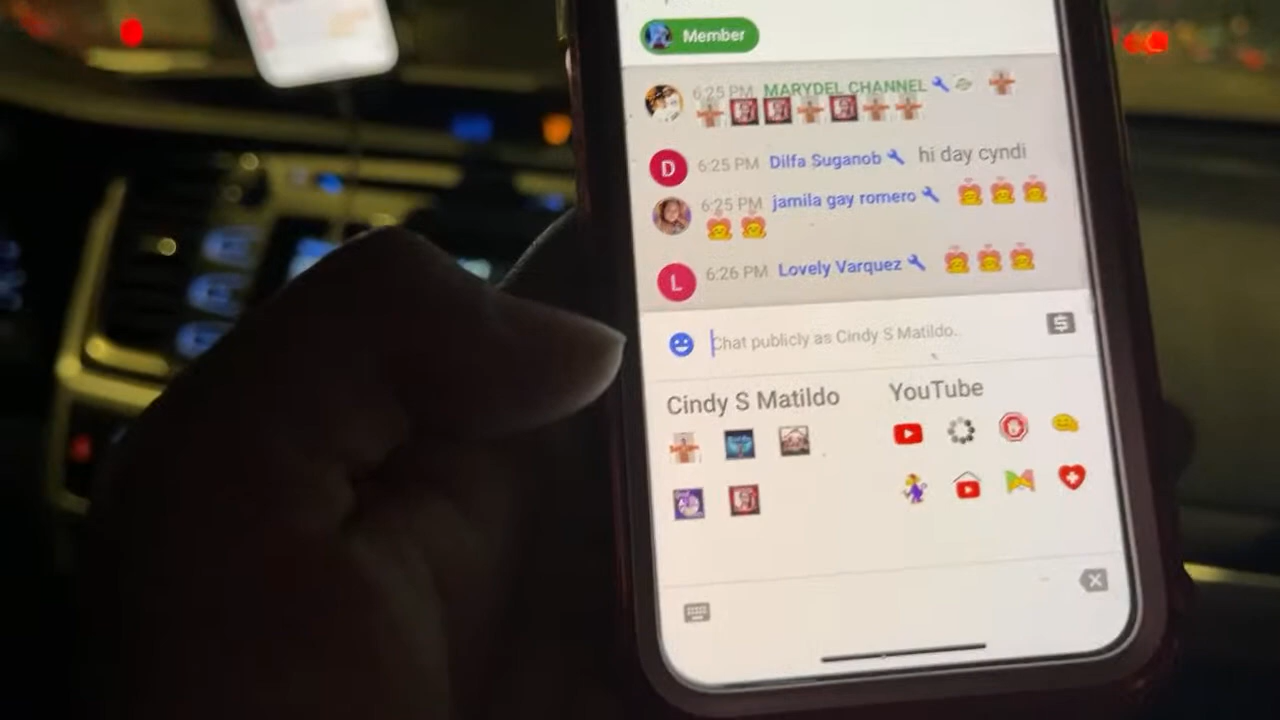 Member
6:25 PM MARYDEL CHANNEL
D 6:25 PM Dilfa Suganob hi day cyndi
6:25 PM jamila gay romero
L 6:26 PM Lovely Varquez
Chat publicly as Cindy S Matildo..
Cindy S Matildo YouTube